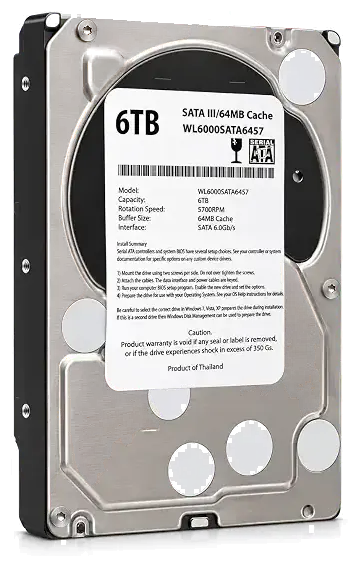 6TB
SATA III/64MB Cache
WL6000SATA6457
SERIAL
ATA
Model: WL6000SATA6457
Capacity: 6TB
Rotation Speed: 5700RPM
Buffer Size: 64MB Cache
Interface: SATA 6.0Gb/s
Install Summary
Serial ATA controllers and system BIOS have several setup choices. See your controller or system
documentation for specific options on any custom device drivers.
1) Mount the drive using two screws per side. Do not over tighten the screws.
2) Attach the cables. The data interface and power cables are keyed.
3) Run your computer BIOS setup program. Enable the new drive and set the options.
4) Prepare the drive for use with your Operating System. See your OS help instructions for details.
Be careful to select the correct drive in Windows 7, Vista, XP prepares the drive during installation.
If this is a second drive then Windows Disk Management can be used to prepare the drive.
Caution.
Product warranty is void if any seal or label is removed,
or if the drive experiences shock in excess of 350 Gs.
Product of Thailand